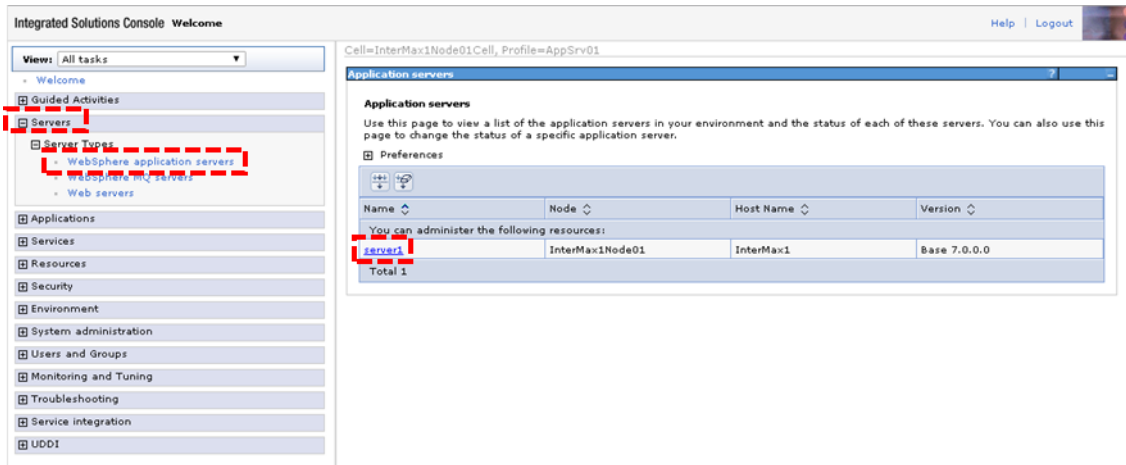 Integrated Solutions Console Welcome
Help | Logout
View: All tasks
Welcome
Guided Activities
Servers
Server Types
WebSphere application servers
WebSphere MQ servers
Web servers
Applications
Services
Resources
Security
Environment
System administration
Users and Groups
Monitoring and Tuning
Troubleshooting
Service integration
UDDI
Cell=InterMax1Node01Cell, Profile=AppSrv01
Application servers ? -
Application servers
Use this page to view a list of the application servers in your environment and the status of each of these servers. You can also use this
page to change the status of a specific application server.
Preferences
Name Node Host Name Version
You can administer the following resources:
server1 InterMax1Node01 InterMax1 Base 7.0.0.0
Total 1